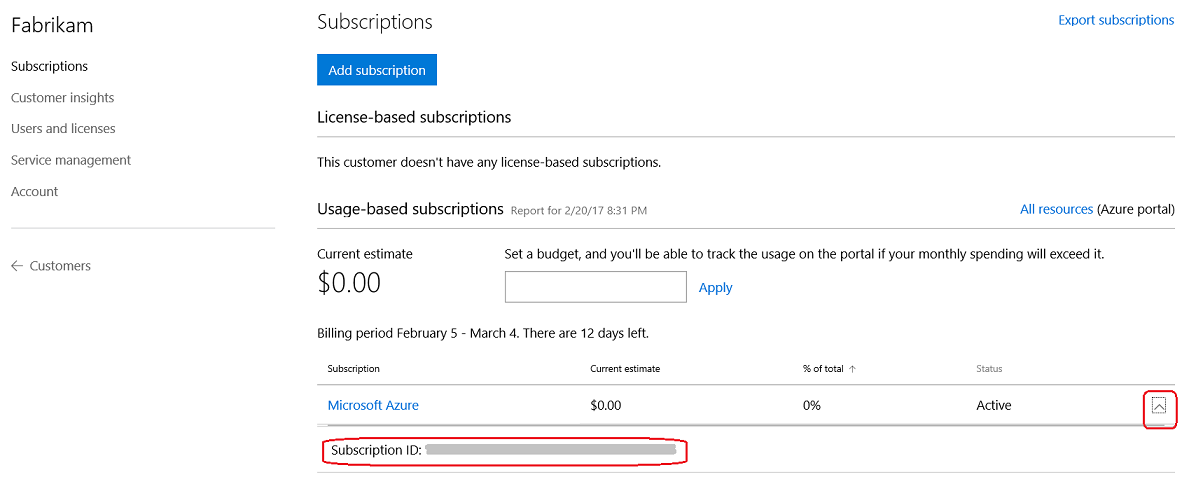 Fabrikam
Subscriptions
Customer insights
Users and licenses
Service management
Account
Customers
Subscriptions
Export subscriptions
Add subscription
License-based subscriptions
This customer doesn't have any license-based subscriptions.
Usage-based subscriptions Report for 2/20/17 8:31 PM
All resources (Azure portal)
Current estimate
$0.00
Set a budget, and you'll be able to track the usage on the portal if your monthly spending will exceed it.
Apply
Billing period February 5 - March 4. There are 12 days left.
Subscription Current estimate % of total Status
Microsoft Azure $0.00 0% Active
Subscription ID: